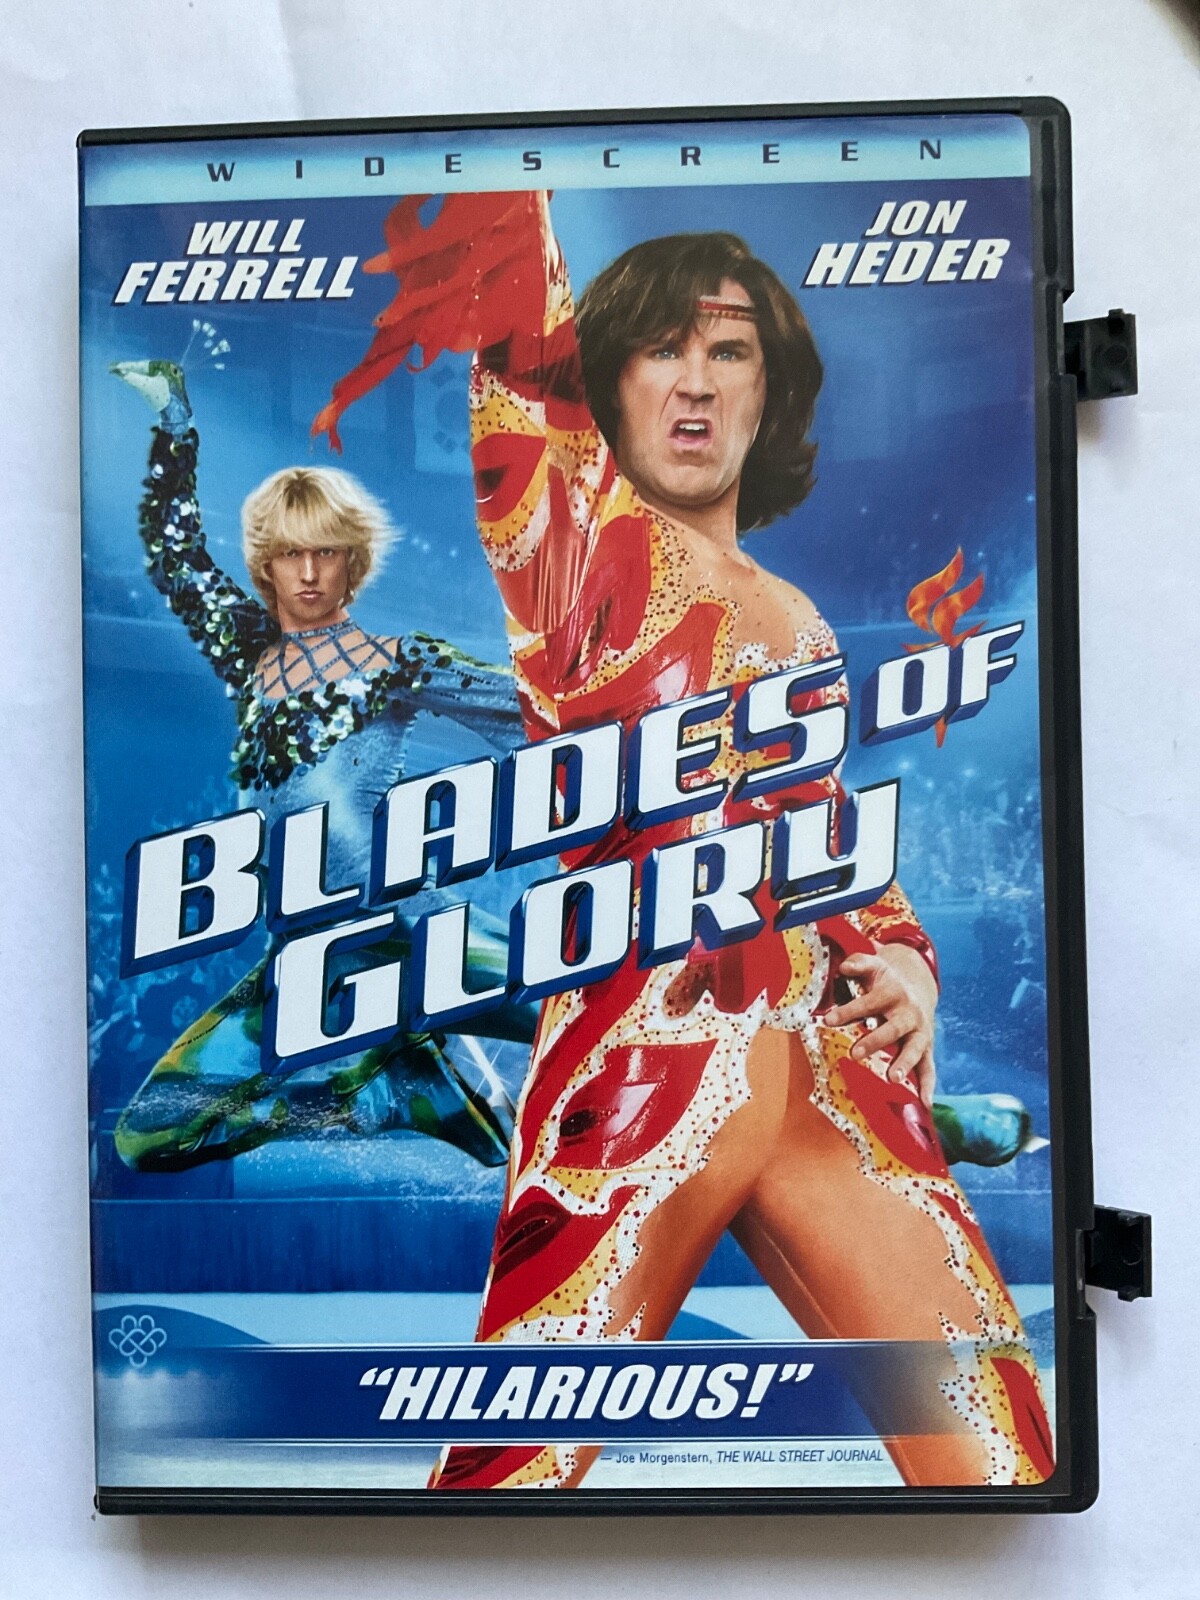 WIDESCREEN
WILL
FERRELL
JON
HEDER
BLADES OF
GLORY
“HILARIOUS!”
— Joe Morgenstern, THE WALL STREET JOURNAL